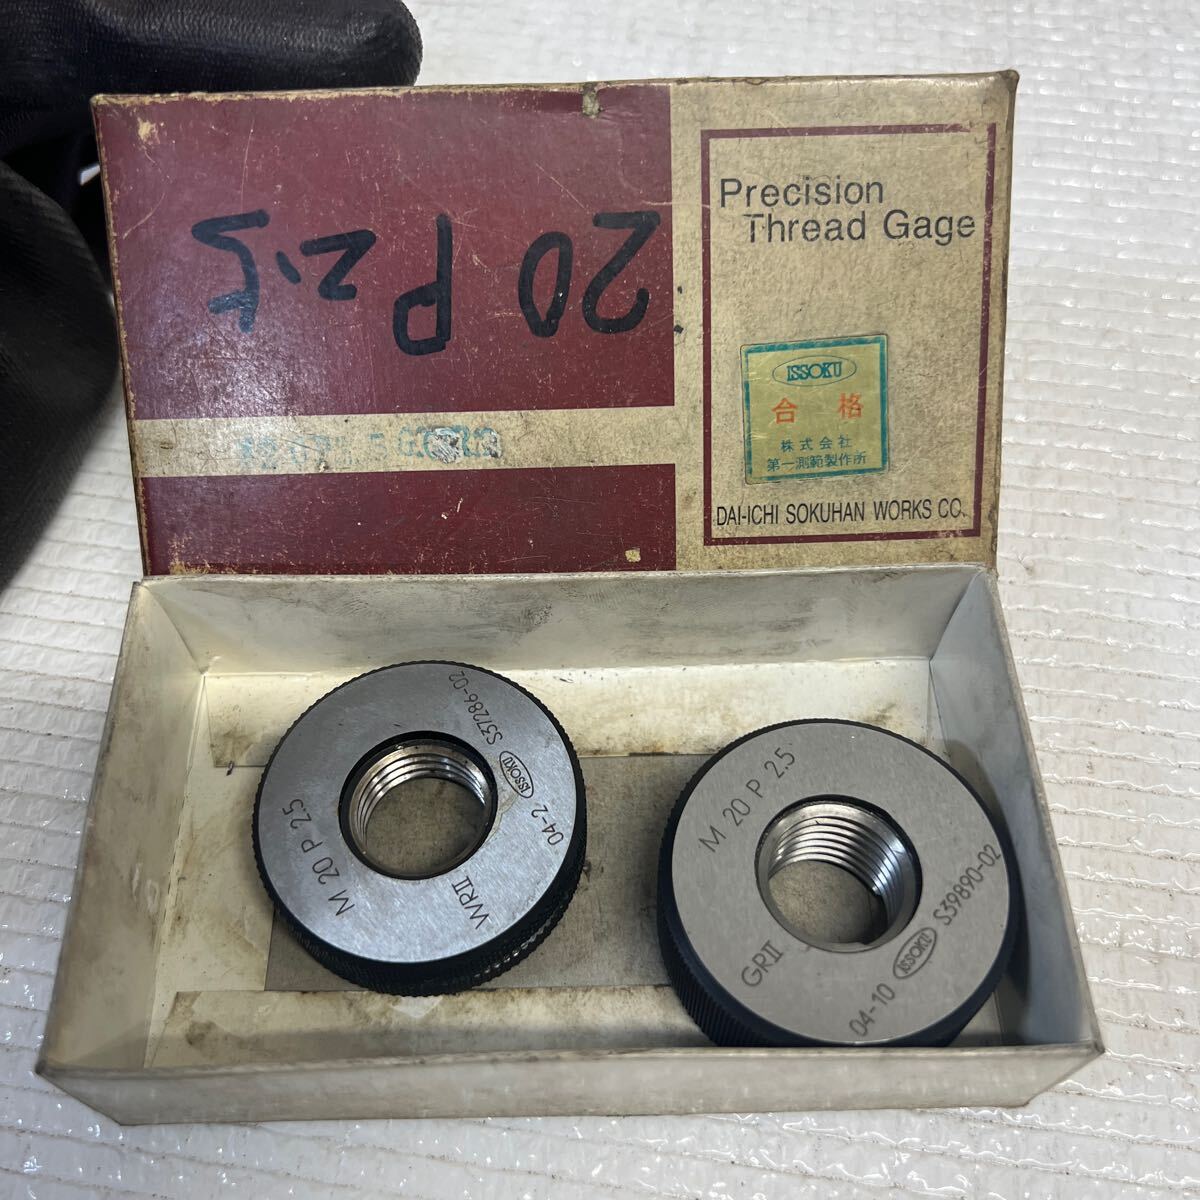 Precision
Thread Gage
20 P 2.5
ISSOKU
合格
株式会社
第一測範製作所
DAI-ICHI SOKUHAN WORKS CO.
M 20 P 2.5
S37286-02
ISSOKU
04-2
WRII
M 20 P 2.5
GRII
S39890-02
ISSOKU
04-10